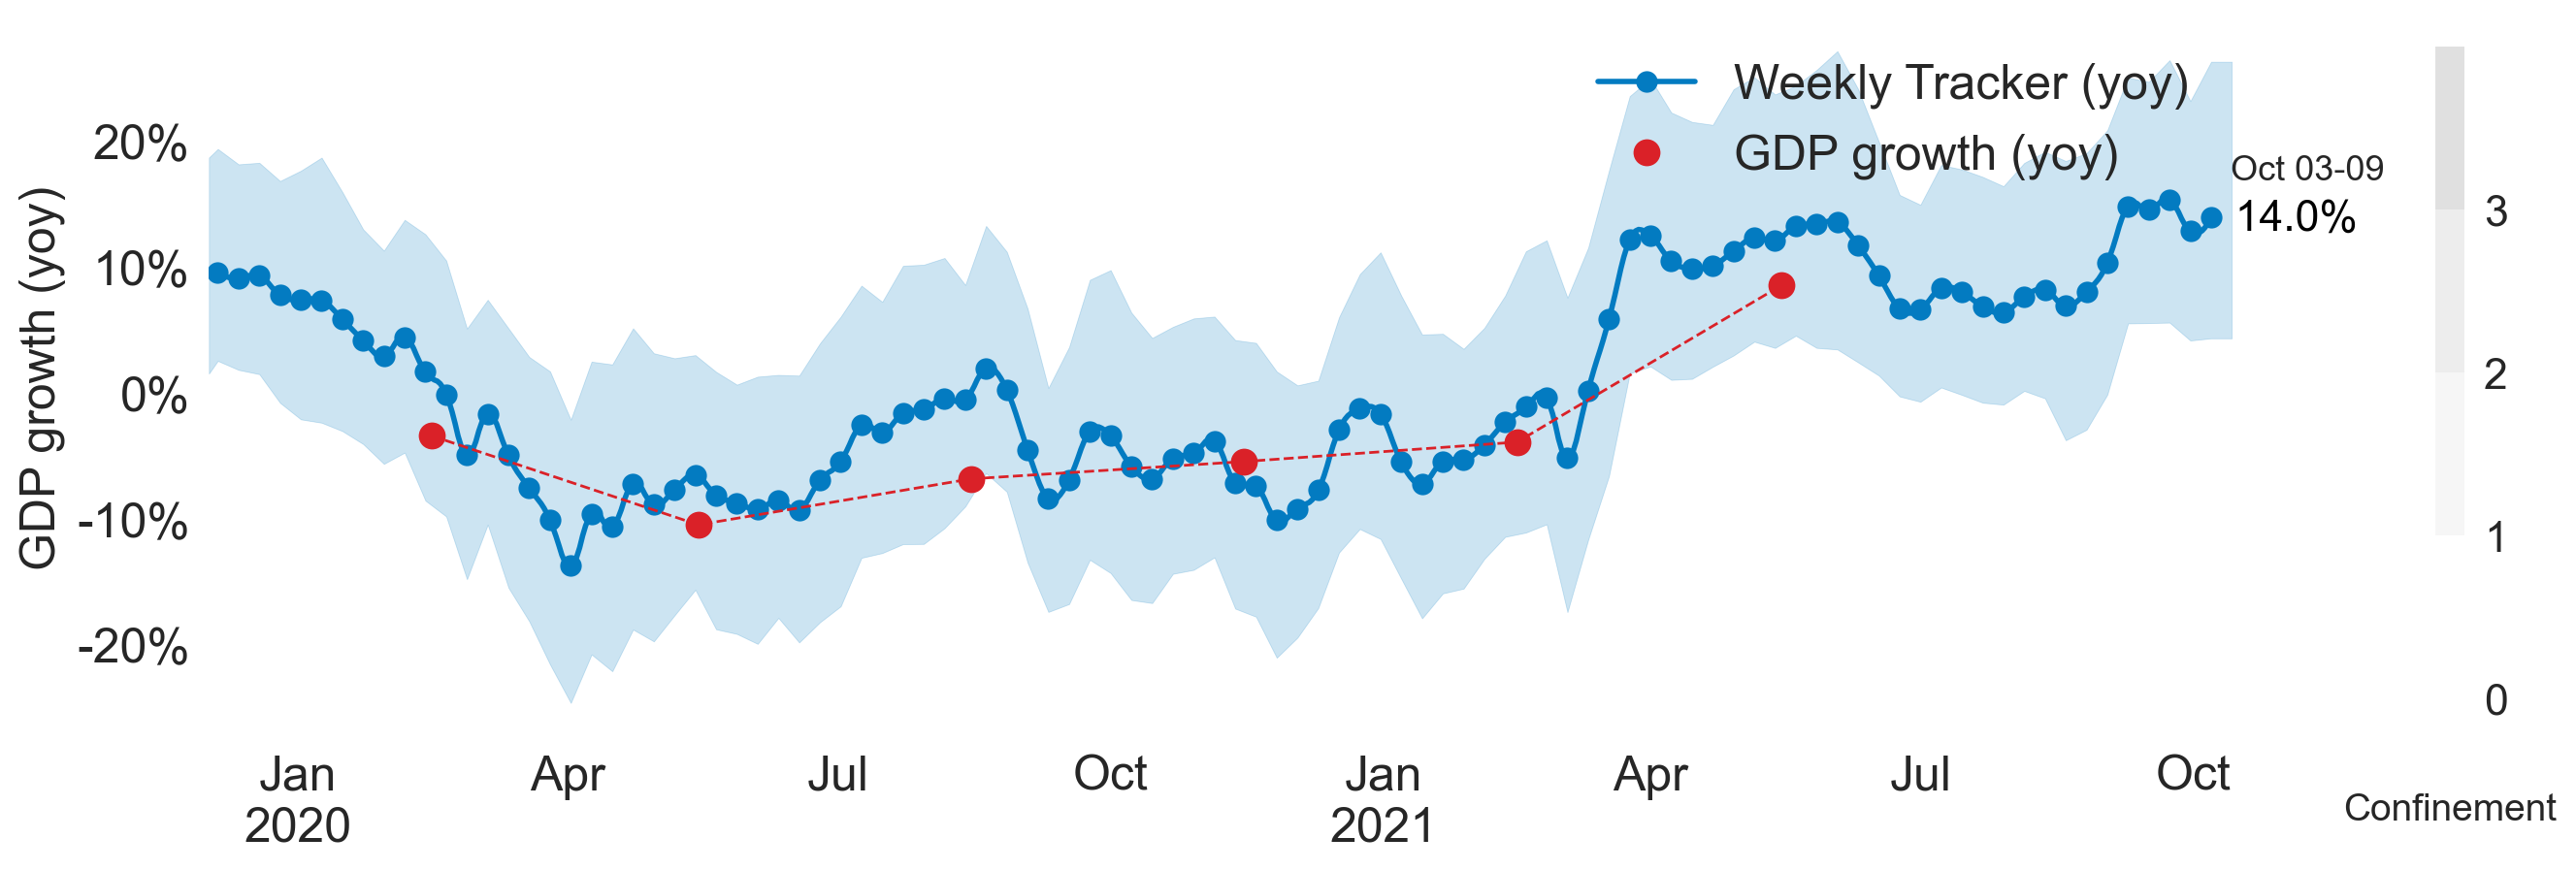 Weekly Tracker (yoy)
GDP growth (yoy)
GDP growth (yoy)
20%
10%
0%
-10%
-20%
Oct 03-09
14.0%
3
2
1
0
Jan
2020
Apr
Jul
Oct
Jan
2021
Apr
Jul
Oct
Confinement